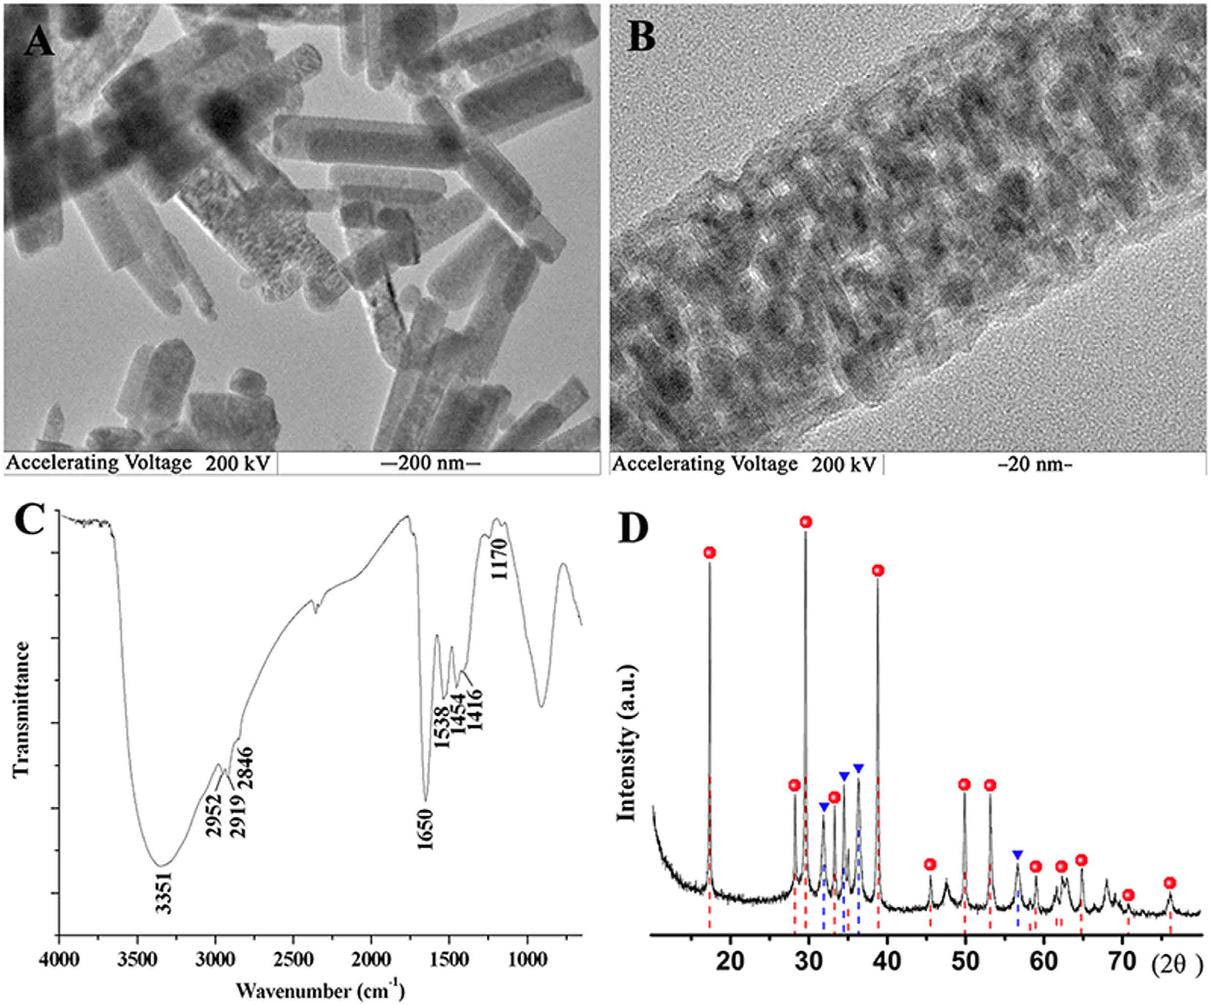 A
B
Accelerating Voltage 200 kV
—200 nm—
Accelerating Voltage 200 kV
–20 nm–
C
Transmittance
3351
2952
2919
2846
1650
1538
1454
1416
1170
4000 3500 3000 2500 2000 1500 1000
Wavenumber (cm-1)
D
Intensity (a.u.)
20 30 40 50 60 70 (2θ )